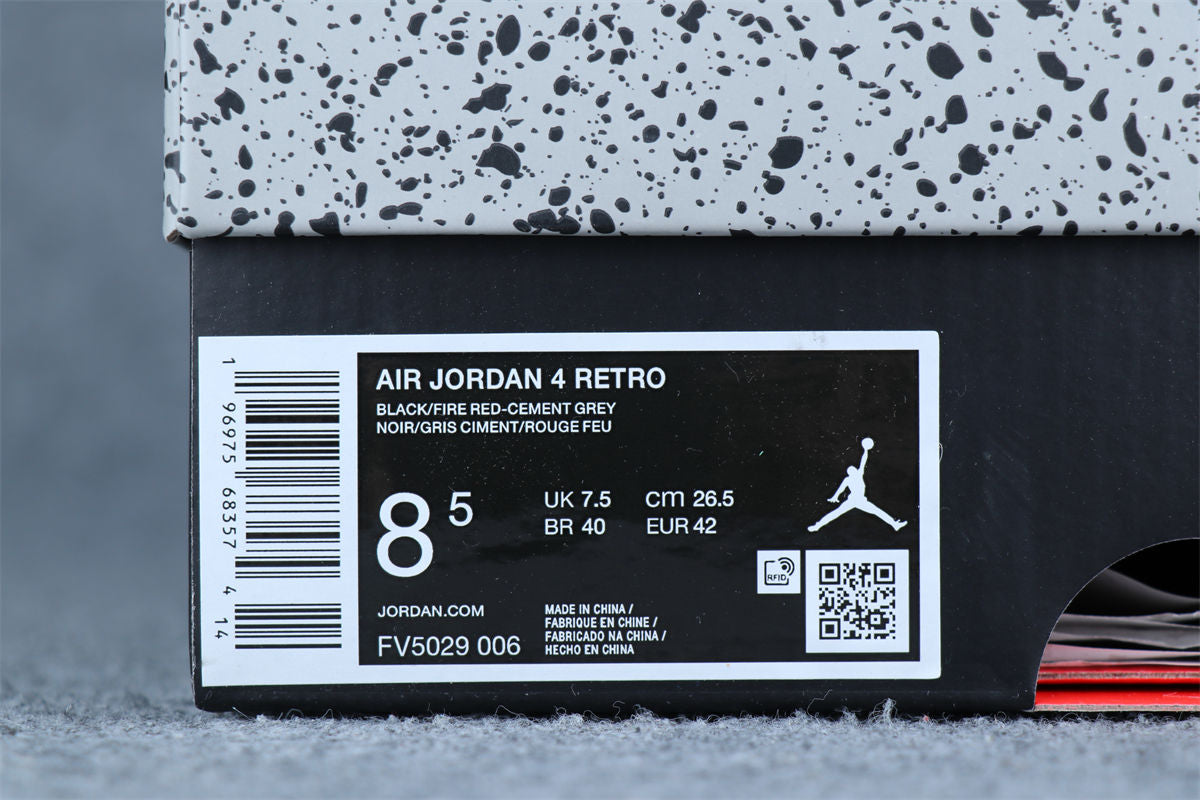 1 96975 68357 4 14
AIR JORDAN 4 RETRO
BLACK/FIRE RED-CEMENT GREY
NOIR/GRIS CIMENT/ROUGE FEU
8 5
UK 7.5 cm 26.5
BR 40 EUR 42
RFID
JORDAN.COM
FV5029 006
MADE IN CHINA /
FABRIQUE EN CHINE /
FABRICADO NA CHINA /
HECHO EN CHINA